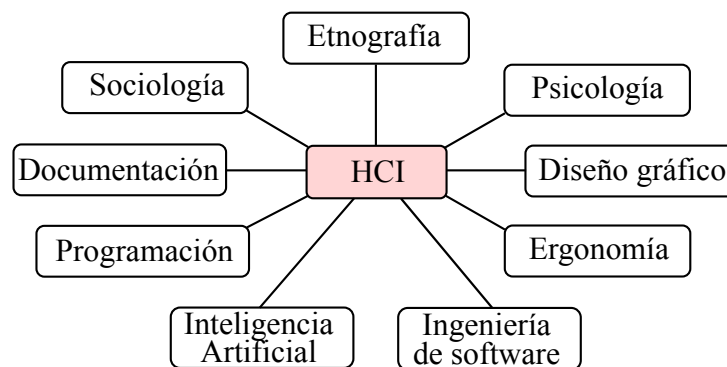 Etnografía
Sociología
Psicología
Documentación
HCI
Diseño gráfico
Programación
Ergonomía
Inteligencia
Artificial
Ingeniería
de software